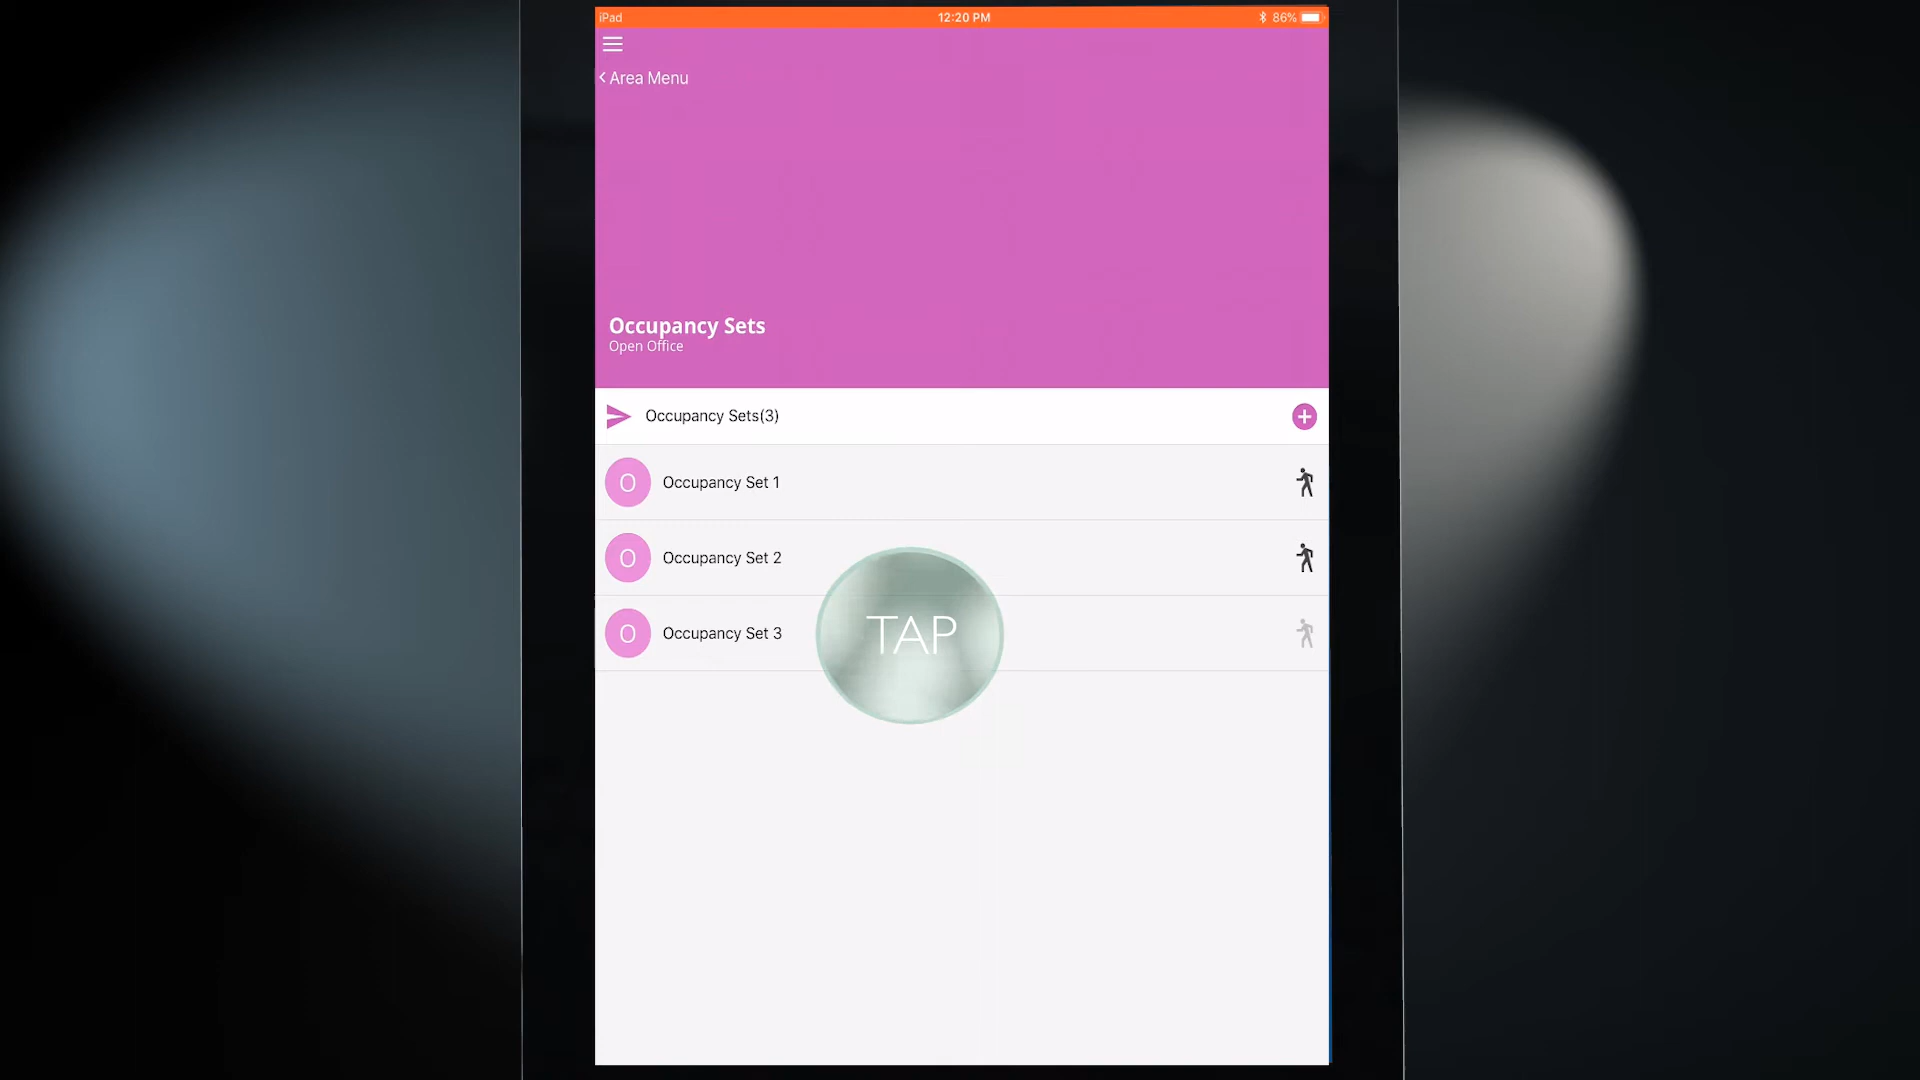 iPad
12:20 PM
86%
Area Menu
Occupancy Sets
Open Office
Occupancy Sets(3)
O
Occupancy Set 1
O
Occupancy Set 2
O
Occupancy Set 3
TAP